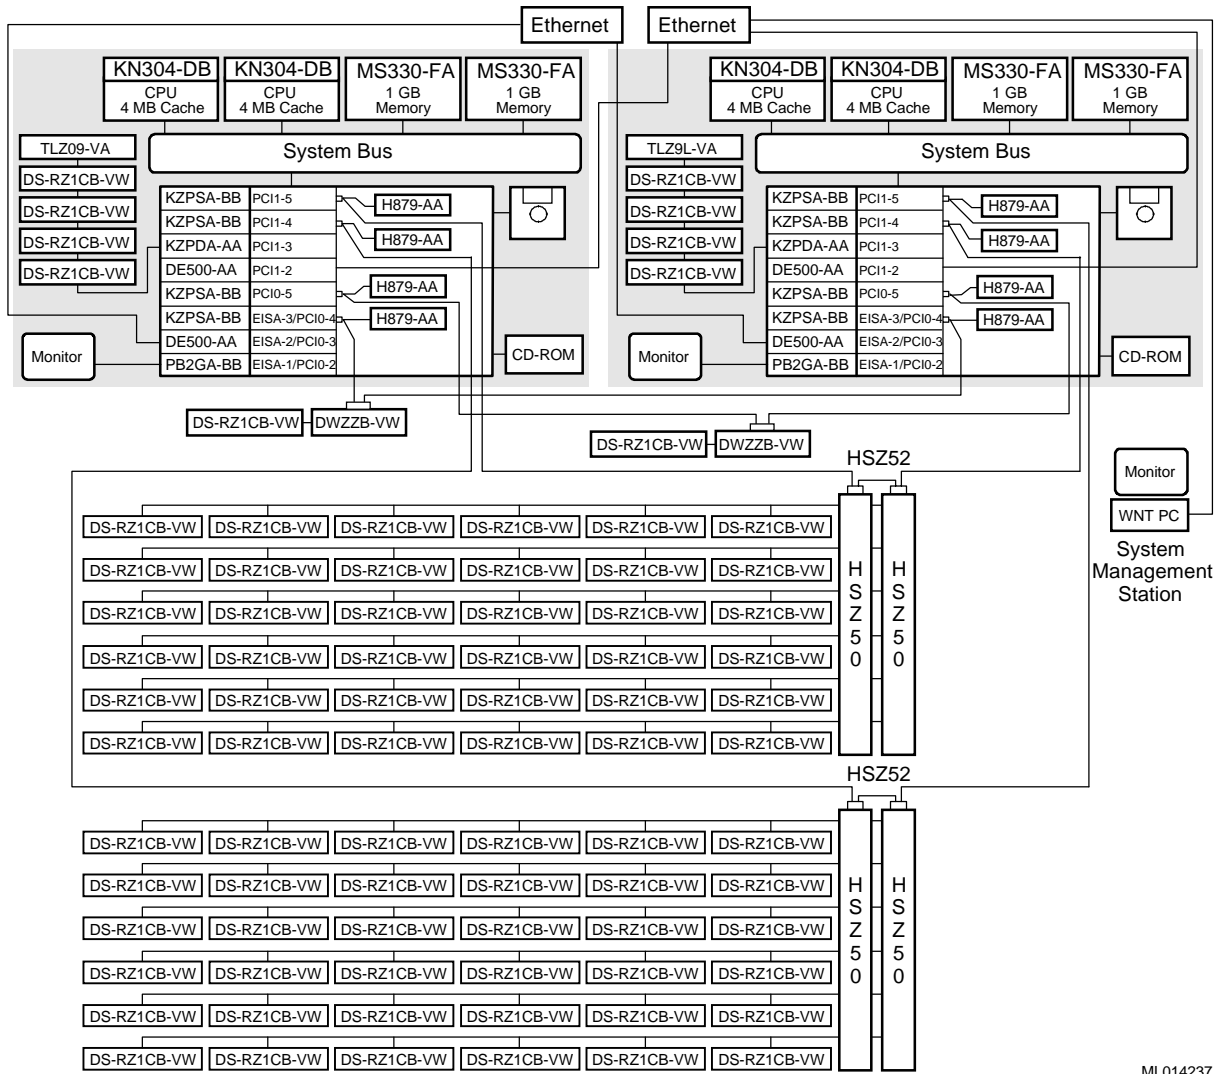 Ethernet
Ethernet
KN304-DB
CPU
4 MB Cache
KN304-DB
CPU
4 MB Cache
MS330-FA
1 GB
Memory
MS330-FA
1 GB
Memory
TLZ09-VA
DS-RZ1CB-VW
DS-RZ1CB-VW
DS-RZ1CB-VW
DS-RZ1CB-VW
System Bus
KZPSA-BB PCI1-5
KZPSA-BB PCI1-4
KZPDA-AA PCI1-3
DE500-AA PCI1-2
KZPSA-BB PCI0-5
KZPSA-BB EISA-3/PCI0-4
DE500-AA EISA-2/PCI0-3
PB2GA-BB EISA-1/PCI0-2
H879-AA
H879-AA
H879-AA
H879-AA
Monitor
CD-ROM
KN304-DB
CPU
4 MB Cache
KN304-DB
CPU
4 MB Cache
MS330-FA
1 GB
Memory
MS330-FA
1 GB
Memory
TLZ9L-VA
DS-RZ1CB-VW
DS-RZ1CB-VW
DS-RZ1CB-VW
DS-RZ1CB-VW
System Bus
KZPSA-BB PCI1-5
KZPSA-BB PCI1-4
KZPDA-AA PCI1-3
DE500-AA PCI1-2
KZPSA-BB PCI0-5
KZPSA-BB EISA-3/PCI0-4
DE500-AA EISA-2/PCI0-3
PB2GA-BB EISA-1/PCI0-2
H879-AA
H879-AA
H879-AA
H879-AA
Monitor
CD-ROM
DS-RZ1CB-VW DWZZB-VW
DS-RZ1CB-VW DWZZB-VW
HSZ52
Monitor
WNT PC
System
Management
Station
DS-RZ1CB-VW DS-RZ1CB-VW DS-RZ1CB-VW DS-RZ1CB-VW DS-RZ1CB-VW DS-RZ1CB-VW
DS-RZ1CB-VW DS-RZ1CB-VW DS-RZ1CB-VW DS-RZ1CB-VW DS-RZ1CB-VW DS-RZ1CB-VW
DS-RZ1CB-VW DS-RZ1CB-VW DS-RZ1CB-VW DS-RZ1CB-VW DS-RZ1CB-VW DS-RZ1CB-VW
DS-RZ1CB-VW DS-RZ1CB-VW DS-RZ1CB-VW DS-RZ1CB-VW DS-RZ1CB-VW DS-RZ1CB-VW
DS-RZ1CB-VW DS-RZ1CB-VW DS-RZ1CB-VW DS-RZ1CB-VW DS-RZ1CB-VW DS-RZ1CB-VW
DS-RZ1CB-VW DS-RZ1CB-VW DS-RZ1CB-VW DS-RZ1CB-VW DS-RZ1CB-VW DS-RZ1CB-VW
HSZ50
HSZ50
HSZ52
DS-RZ1CB-VW DS-RZ1CB-VW DS-RZ1CB-VW DS-RZ1CB-VW DS-RZ1CB-VW DS-RZ1CB-VW
DS-RZ1CB-VW DS-RZ1CB-VW DS-RZ1CB-VW DS-RZ1CB-VW DS-RZ1CB-VW DS-RZ1CB-VW
DS-RZ1CB-VW DS-RZ1CB-VW DS-RZ1CB-VW DS-RZ1CB-VW DS-RZ1CB-VW DS-RZ1CB-VW
DS-RZ1CB-VW DS-RZ1CB-VW DS-RZ1CB-VW DS-RZ1CB-VW DS-RZ1CB-VW DS-RZ1CB-VW
DS-RZ1CB-VW DS-RZ1CB-VW DS-RZ1CB-VW DS-RZ1CB-VW DS-RZ1CB-VW DS-RZ1CB-VW
DS-RZ1CB-VW DS-RZ1CB-VW DS-RZ1CB-VW DS-RZ1CB-VW DS-RZ1CB-VW DS-RZ1CB-VW
HSZ50
HSZ50
ML014237